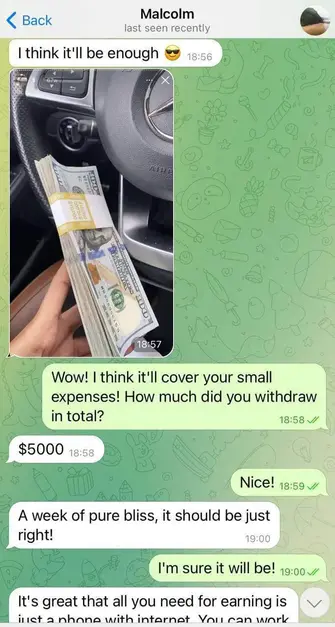 Back
Malcolm
last seen recently
I think it'll be enough 😎 18:56
100
18:57
Wow! I think it'll cover your small
expenses! How much did you withdraw
in total?
18:58
$5000 18:58
Nice! 18:59
A week of pure bliss, it should be just
right!
19:00
I'm sure it will be! 19:00
It's great that all you need for earning is
just a phone with internet. You can work